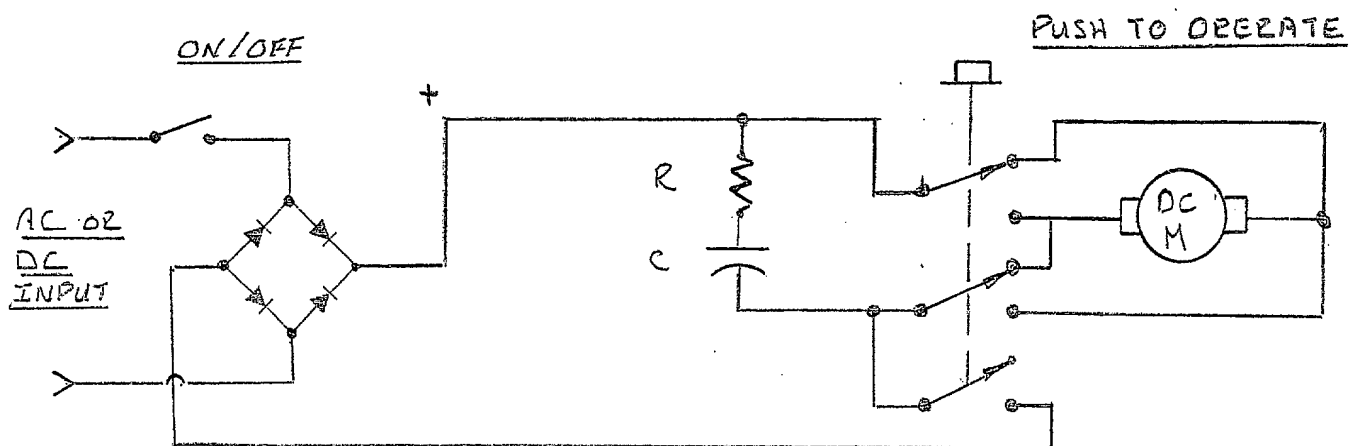 PUSH TO OPERATE
ON/OFF
+
R
C
AC OR
DC
INPUT
DC
M